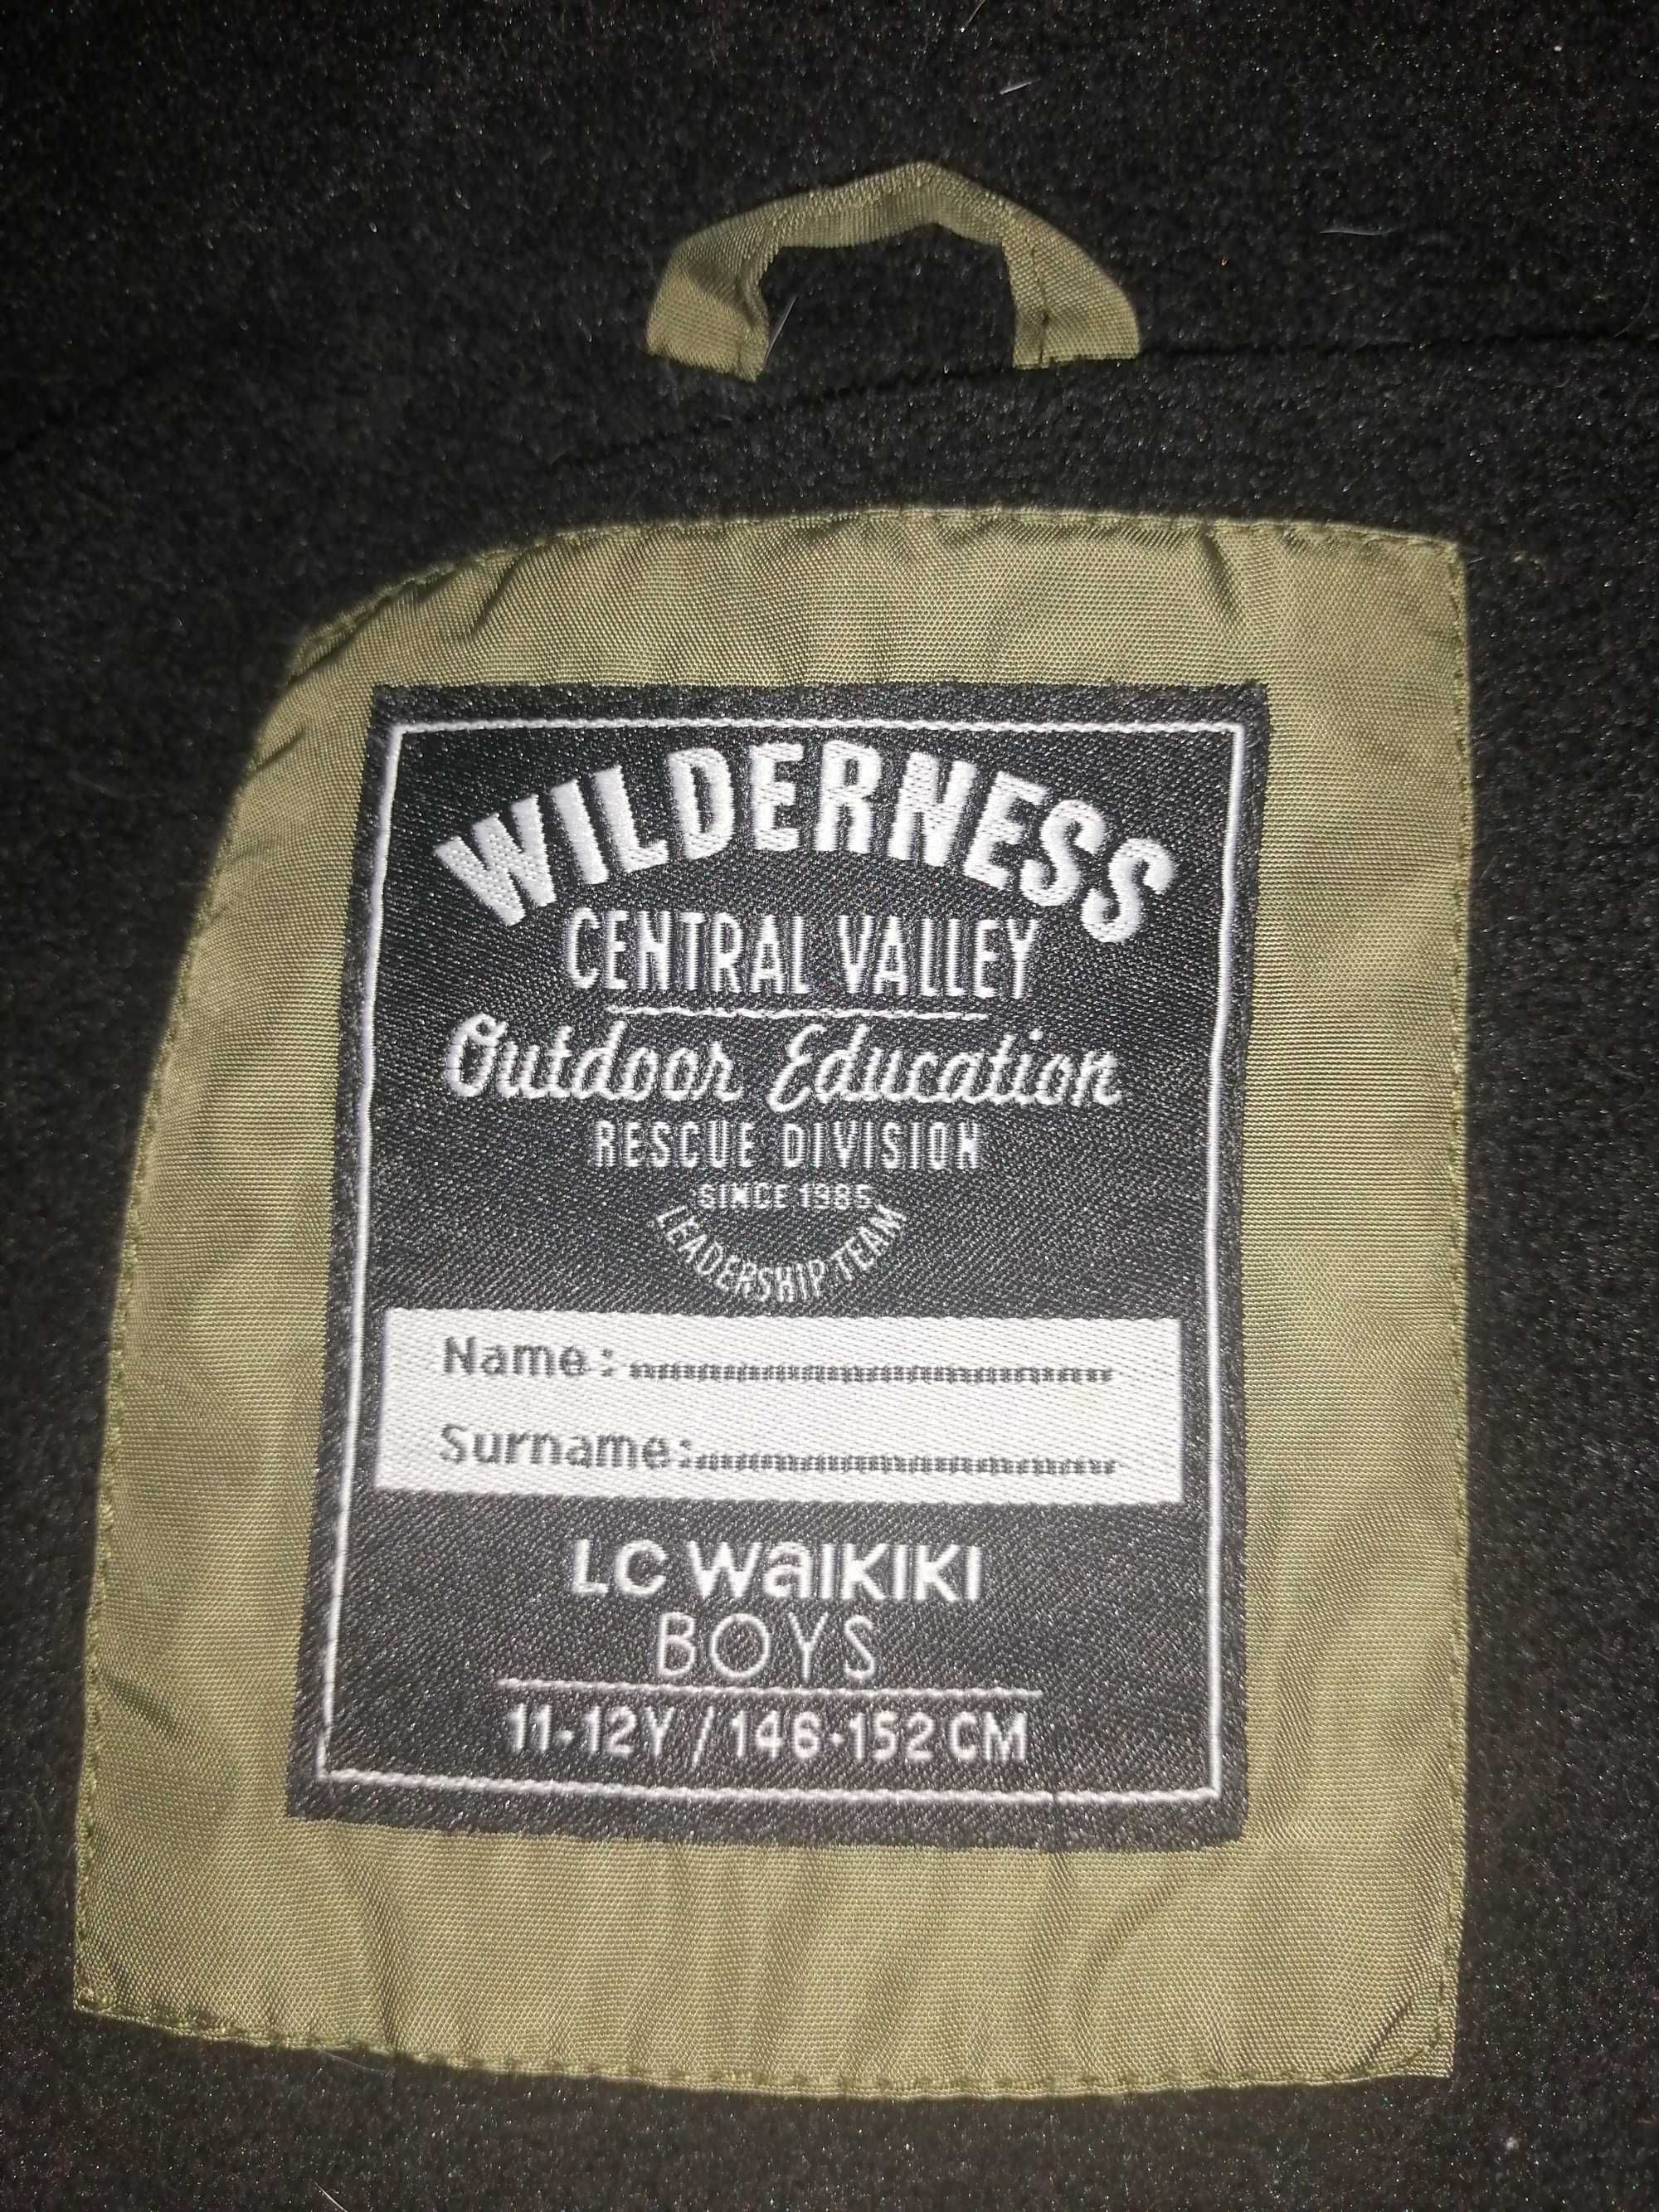 WILDERNESS
CENTRAL VALLEY
Outdoor Education
RESCUE DIVISION
SINCE 1985
LEADERSHIP TEAM
Name:
Surname:
LC WAIKIKI
BOYS
11-12Y / 146-152 CM